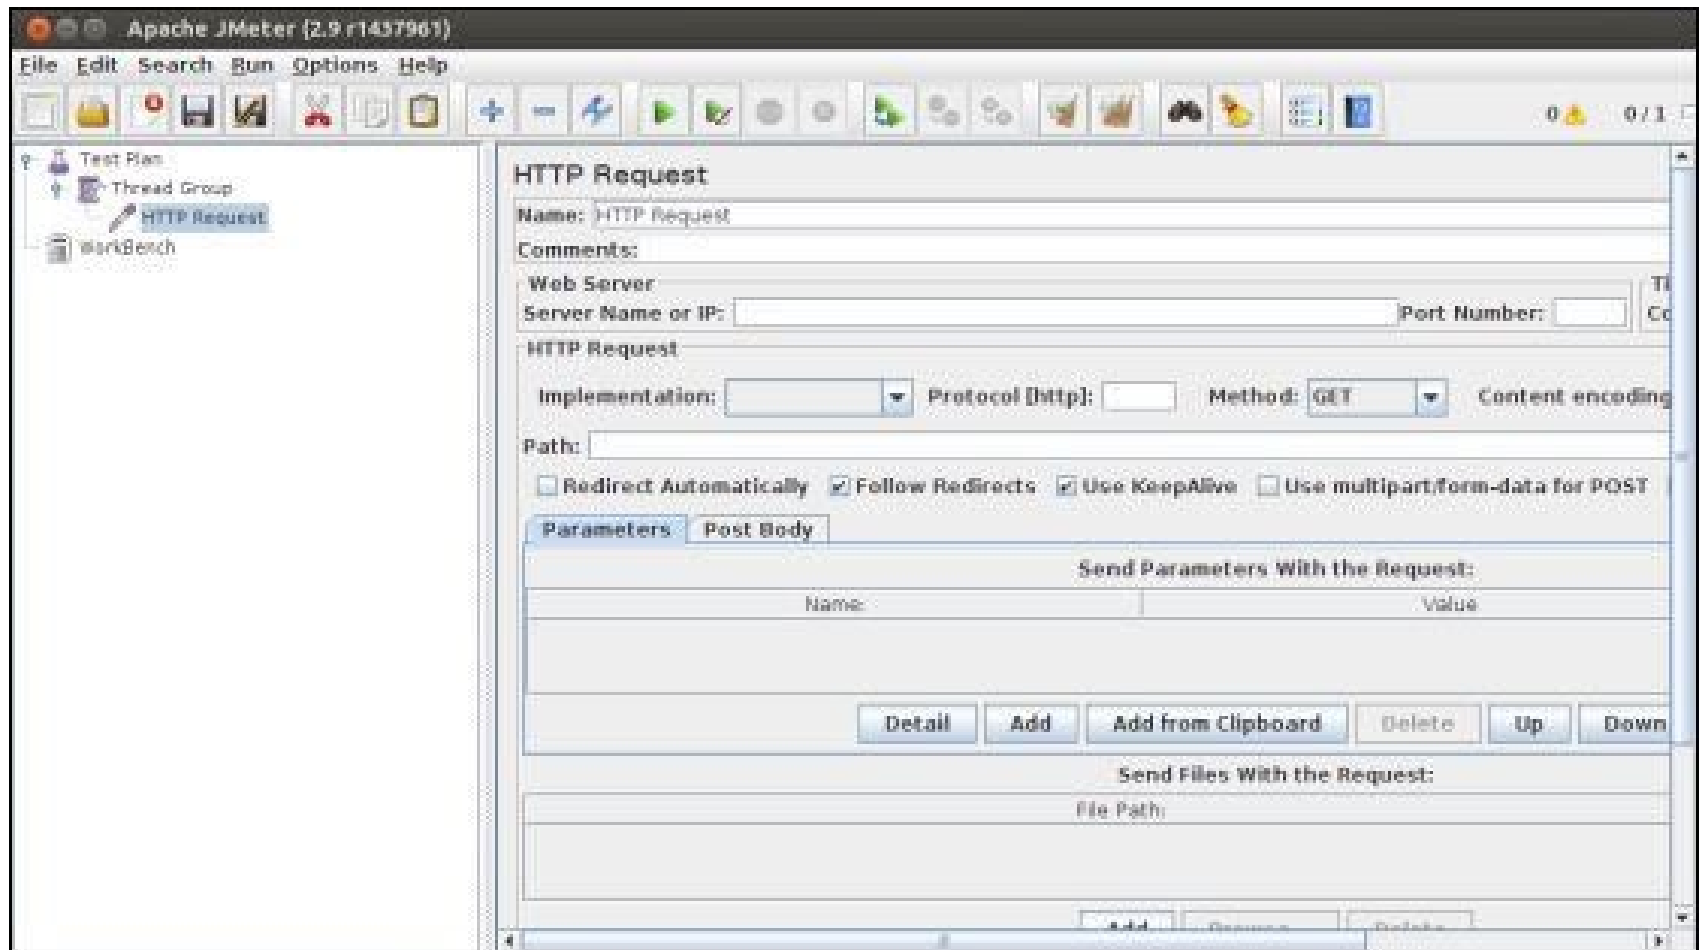 Apache JMeter (2.9 r1437961)
File Edit Search Run Options Help
0 0 / 1
Test Plan
Thread Group
HTTP Request
WorkBench
HTTP Request
Name: HTTP Request
Comments:
Web Server
Ti
Server Name or IP: Port Number: Co
HTTP Request
Implementation: Protocol [http]: Method: GET Content encoding
Path:
Redirect Automatically Follow Redirects Use KeepAlive Use multipart/form-data for POST
Parameters Post Body
Send Parameters With the Request:
Name: Value
Detail Add Add from Clipboard Delete Up Down
Send Files With the Request:
File Path:
Add